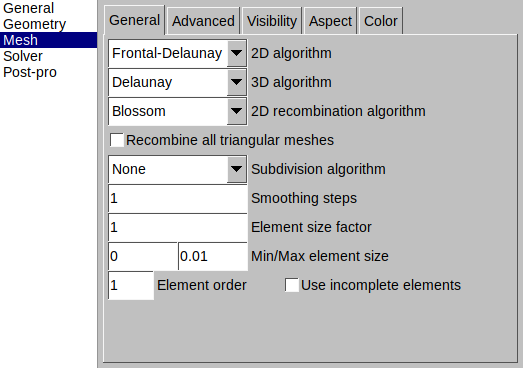 General
Geometry
Mesh
Solver
Post-pro
General Advanced Visibility Aspect Color
Frontal-Delaunay 2D algorithm
Delaunay 3D algorithm
Blossom 2D recombination algorithm
Recombine all triangular meshes
None Subdivision algorithm
1 Smoothing steps
1 Element size factor
0 0.01 Min/Max element size
1 Element order Use incomplete elements